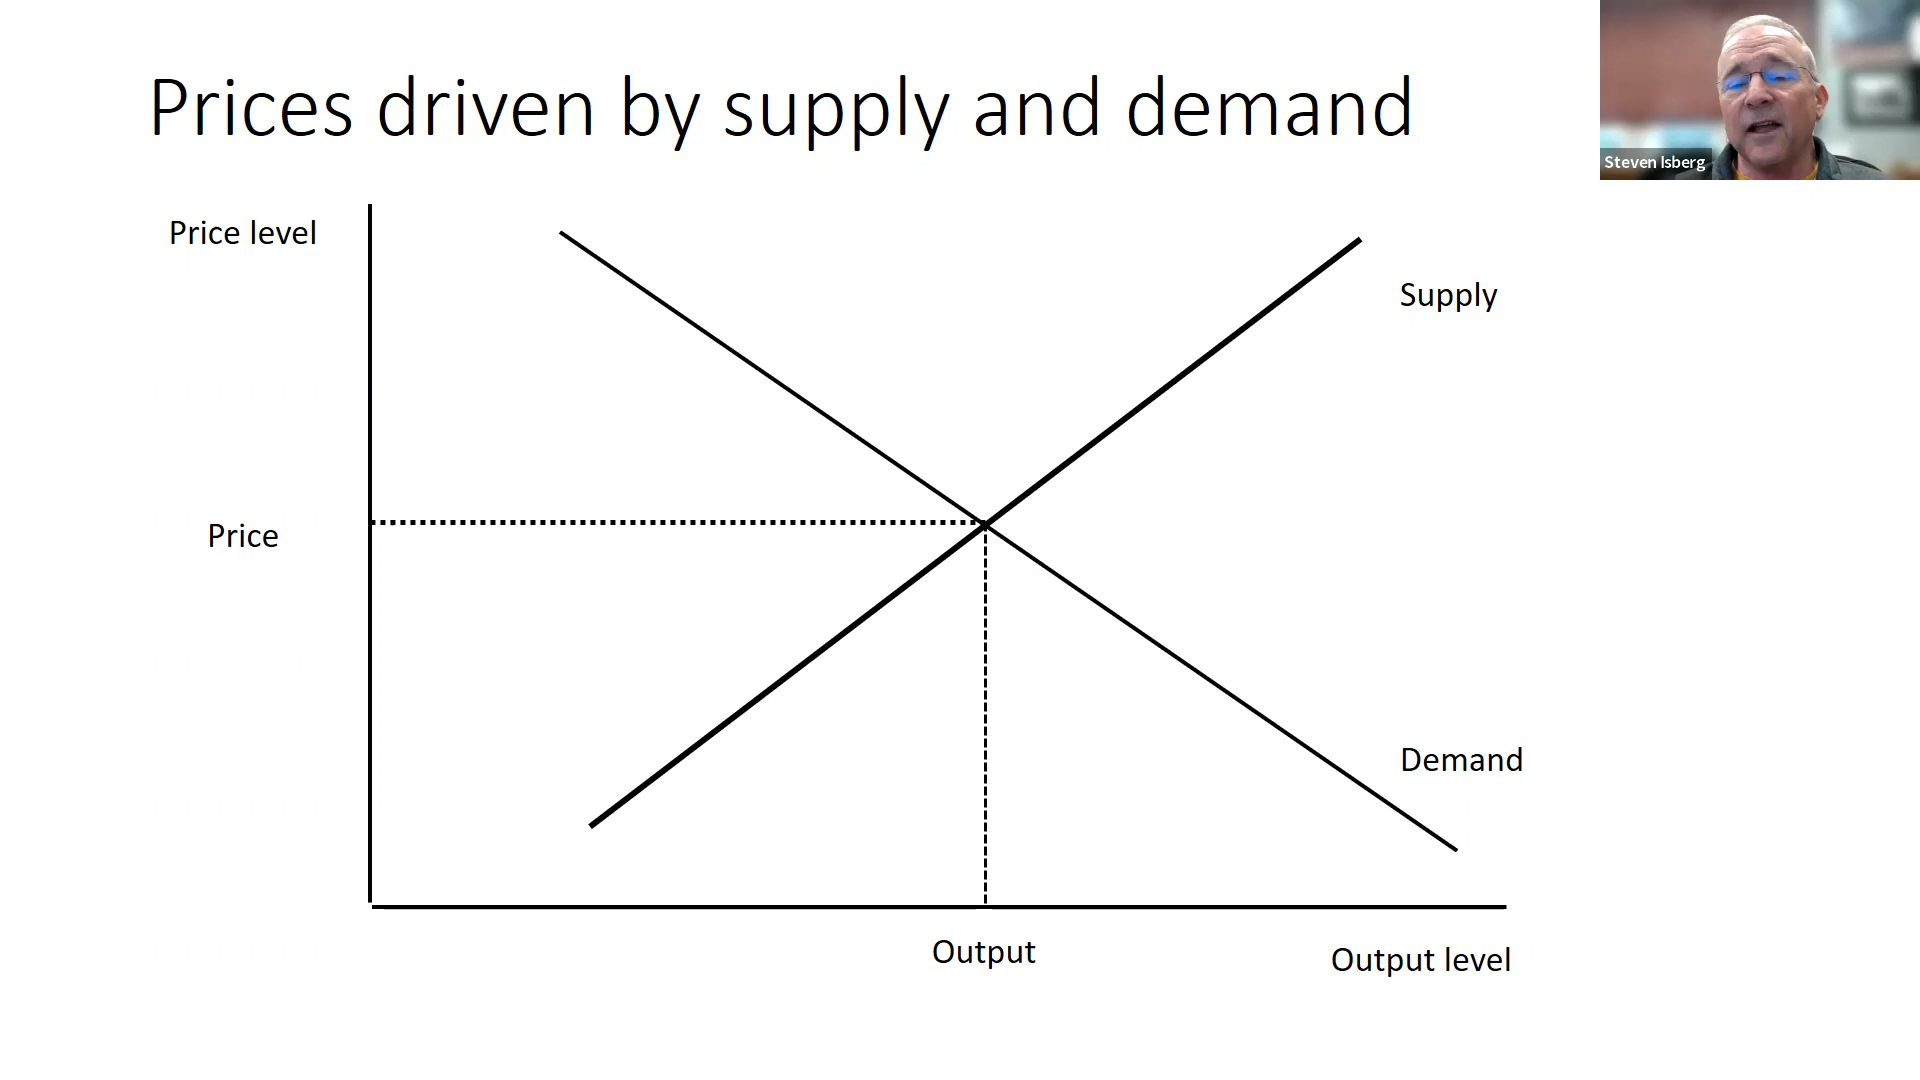 Prices driven by supply and demand
Steven Isberg
Price level
Supply
Price
Demand
Output
Output level